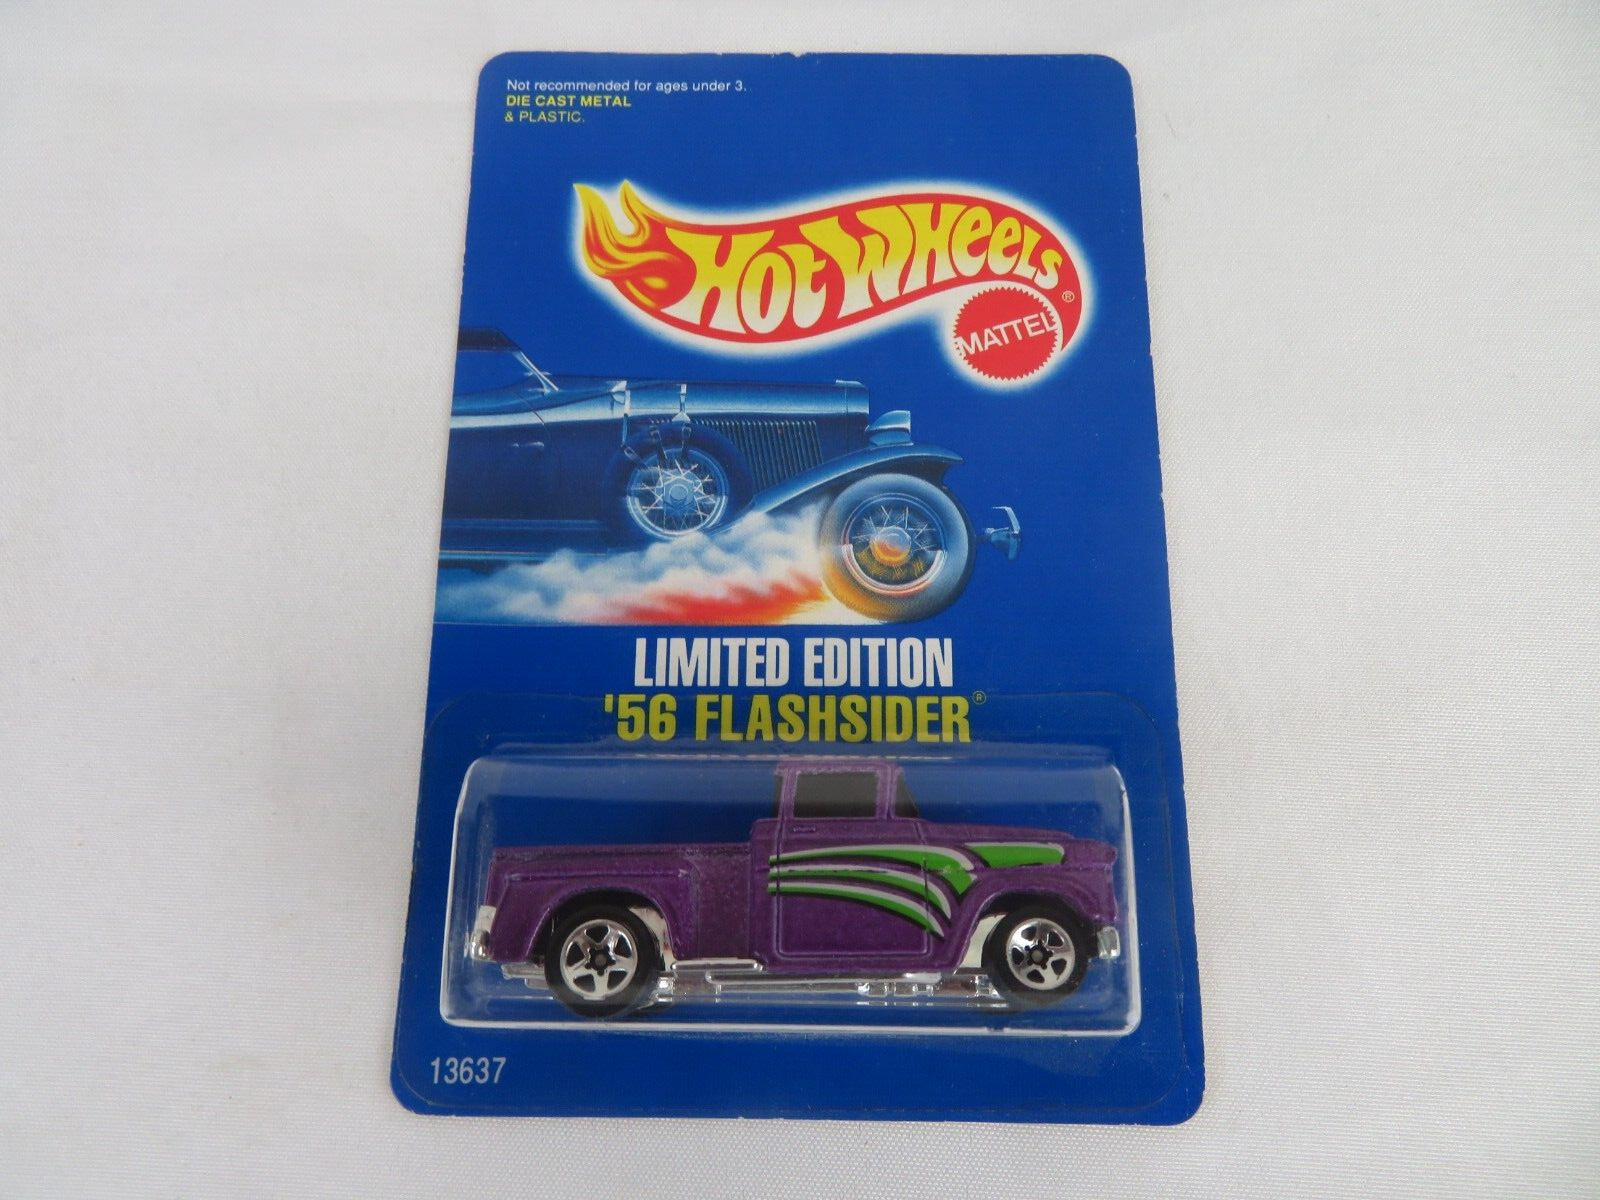 Not recommended for ages under 3.
DIE CAST METAL
& PLASTIC.
HOT WHEELS®
MATTEL
LIMITED EDITION
'56 FLASHSIDER®
13637